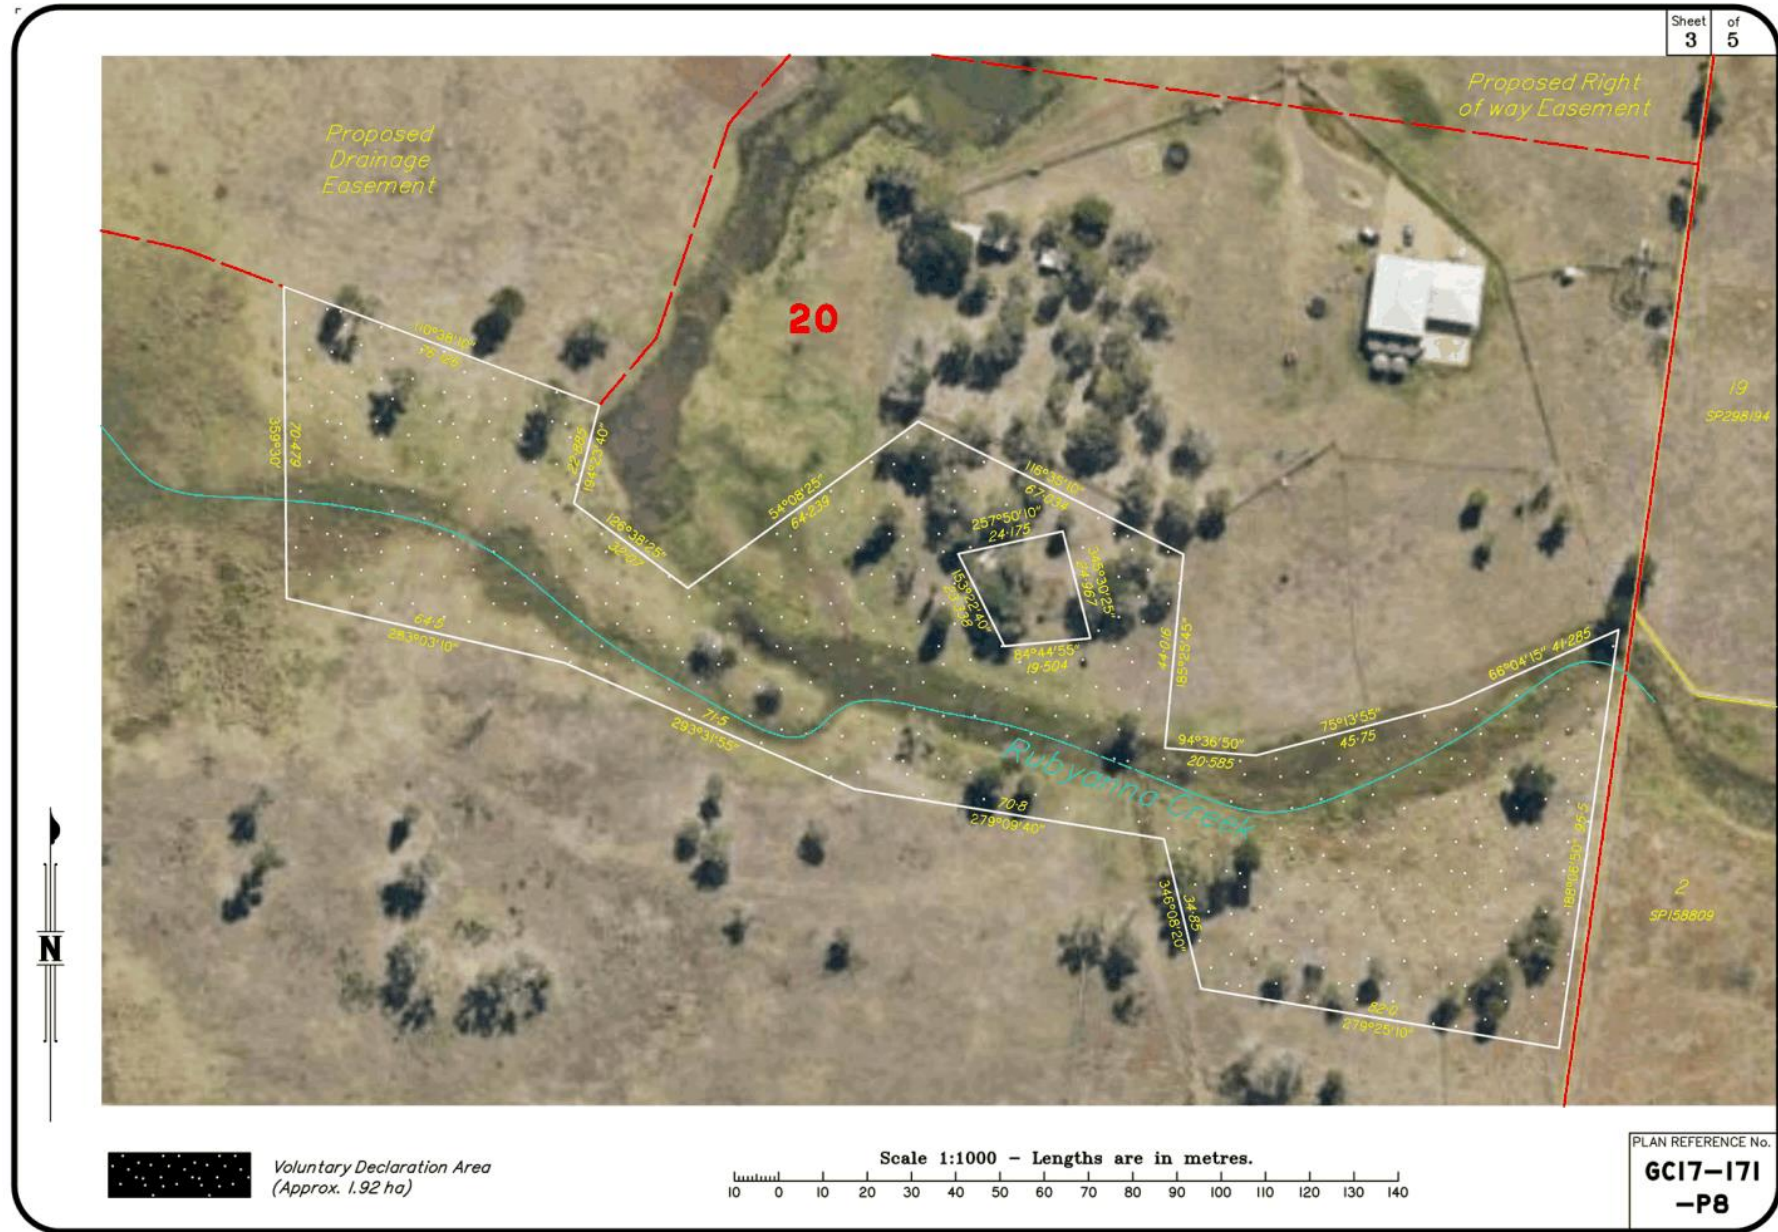 Sheet of
3 5
Proposed Right
of way Easement
Proposed
Drainage
Easement
20
19
SP298194
110°38'10"
76·126
359°30'
70·479
22·885
194°23'40"
126°38'25"
32·07
54°08'25"
64·239
116°35'10"
67·034
257°50'10"
24·175
345°30'25"
24·967
153°22'40"
23·338
84°44'55"
19·504
44·016
185°25'45"
94°36'50"
20·585
75°13'55"
45·75
66°04'15" 41·285
188°06'50" 95·5
64·5
283°03'10"
71·5
293°31'55"
70·8
279°09'40"
34·85
346°08'20"
82·0
279°25'10"
Rubyanna Creek
2
SP158809
N
Voluntary Declaration Area
(Approx. 1.92 ha)
Scale 1:1000 – Lengths are in metres.
10 0 10 20 30 40 50 60 70 80 90 100 110 120 130 140
PLAN REFERENCE No.
GC17–171
–P8